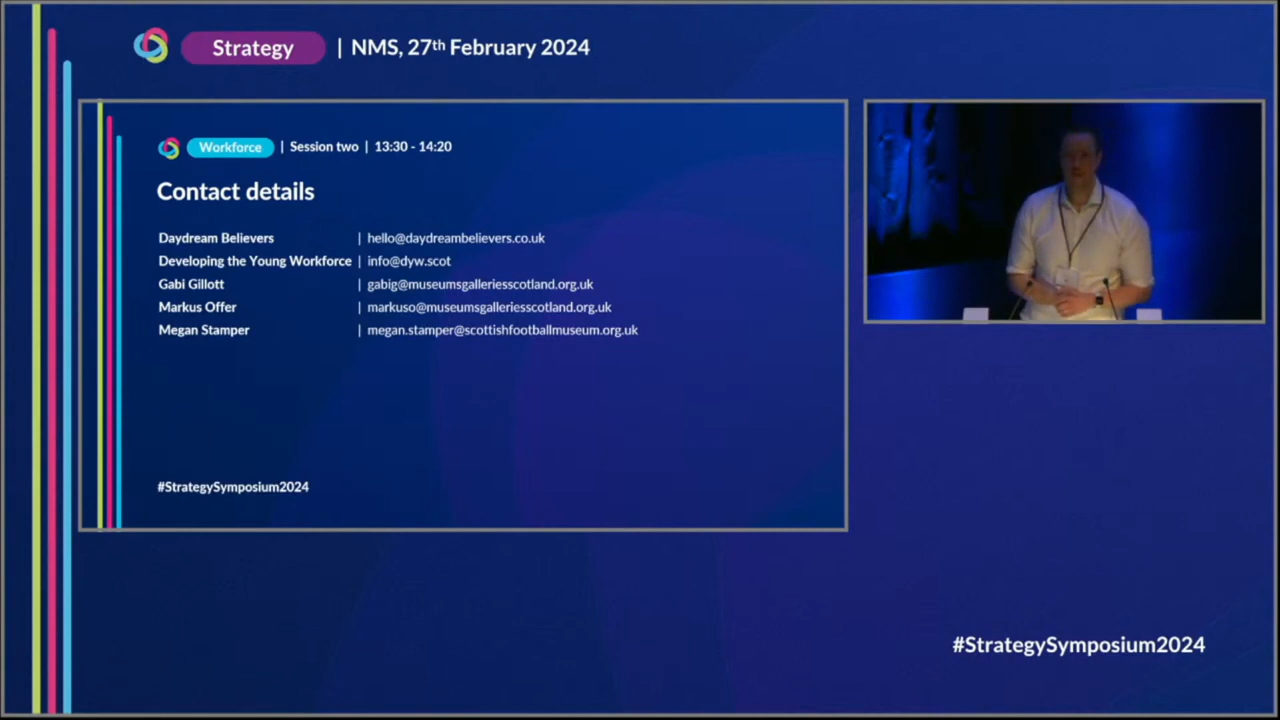 Strategy | NMS, 27th February 2024
Workforce | Session two | 13:30 - 14:20
Contact details
Daydream Believers | hello@daydreambelievers.co.uk
Developing the Young Workforce | info@dyw.scot
Gabi Gillott | gabig@museumsgalleriesscotland.org.uk
Markus Offer | markuso@museumsgalleriesscotland.org.uk
Megan Stamper | megan.stamper@scottishfootballmuseum.org.uk
#StrategySymposium2024
#StrategySymposium2024